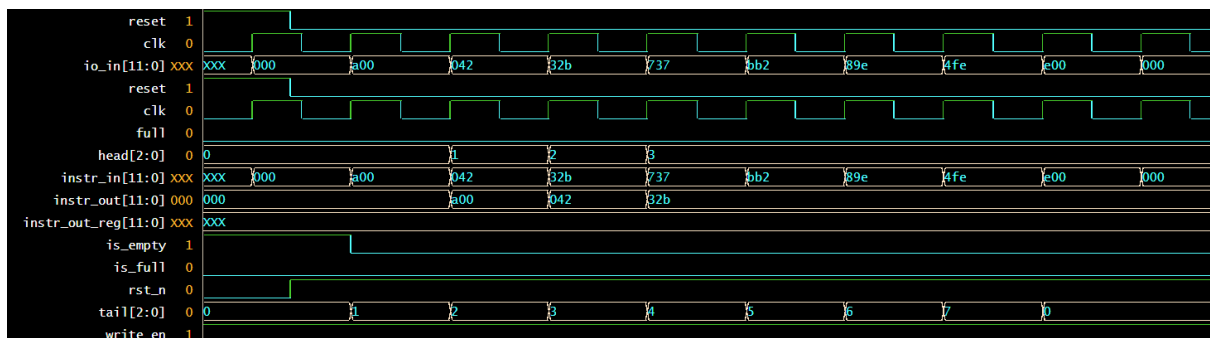 reset 1
clk 0
io_in[11:0] XXX XXX 000 a00 042 32b 737 bb2 89e 4fe e00 000
reset 1
clk 0
full 0
head[2:0] 0 0 1 2 3
instr_in[11:0] XXX XXX 000 a00 042 32b 737 bb2 89e 4fe e00 000
instr_out[11:0] 000 000 a00 042 32b
instr_out_reg[11:0] XXX XXX
is_empty 1
is_full 0
rst_n 0
tail[2:0] 0 0 1 2 3 4 5 6 7 0
write_en 1